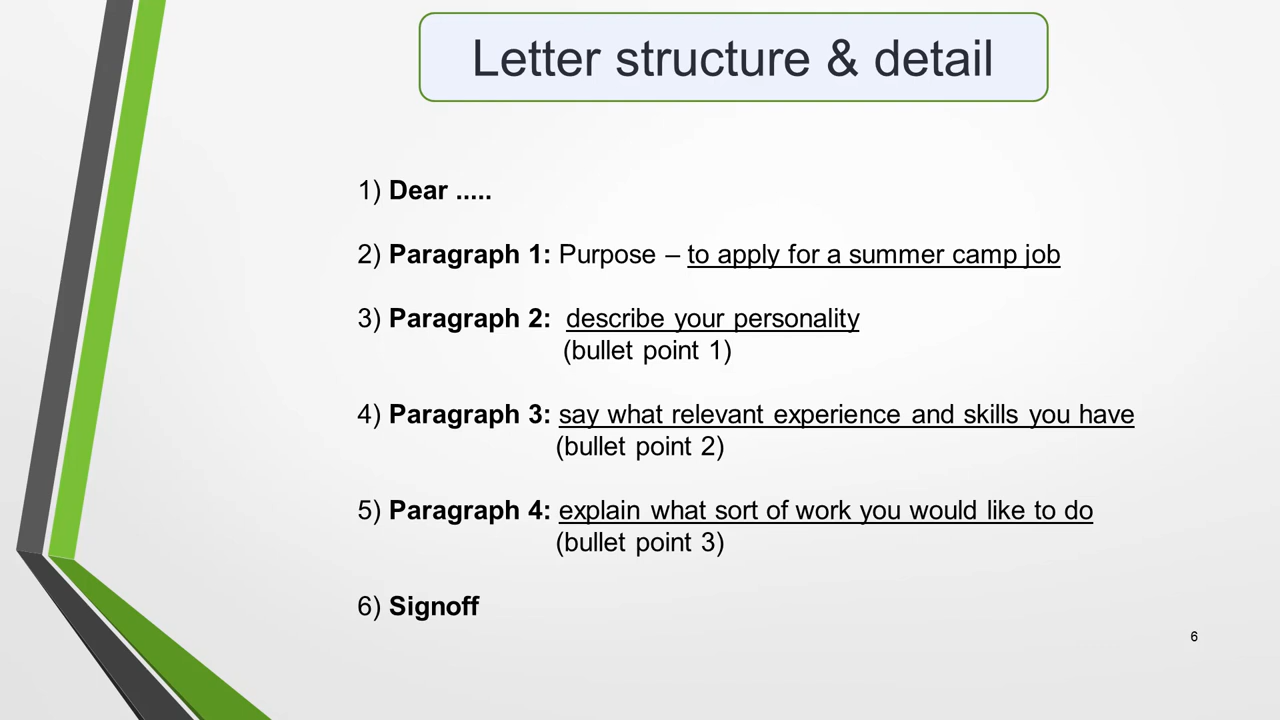 Letter structure & detail
1) Dear .....
2) Paragraph 1: Purpose – to apply for a summer camp job
3) Paragraph 2: describe your personality
(bullet point 1)
4) Paragraph 3: say what relevant experience and skills you have
(bullet point 2)
5) Paragraph 4: explain what sort of work you would like to do
(bullet point 3)
6) Signoff
6